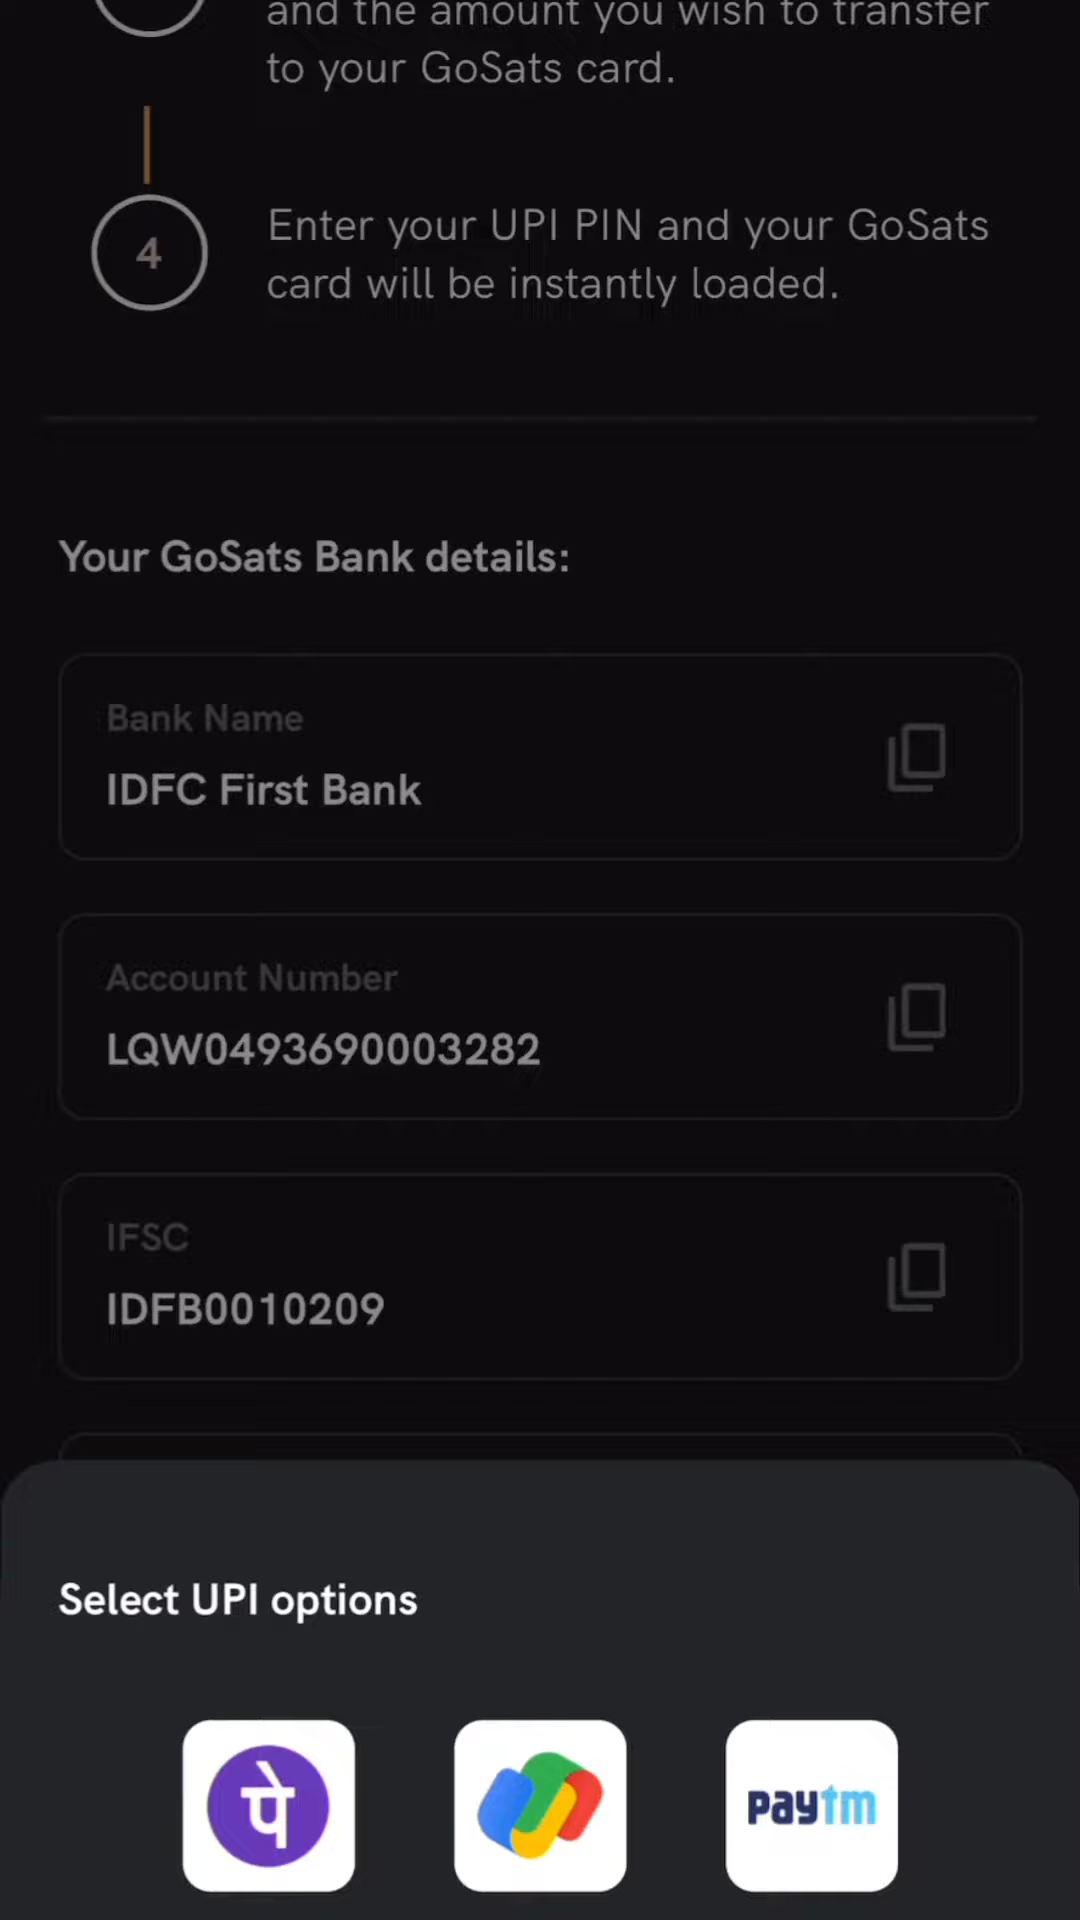 and the amount you wish to transfer
to your GoSats card.
4
Enter your UPI PIN and your GoSats
card will be instantly loaded.
Your GoSats Bank details:
Bank Name
IDFC First Bank
Account Number
LQW0493690003282
IFSC
IDFB0010209
Select UPI options
पे
paytm